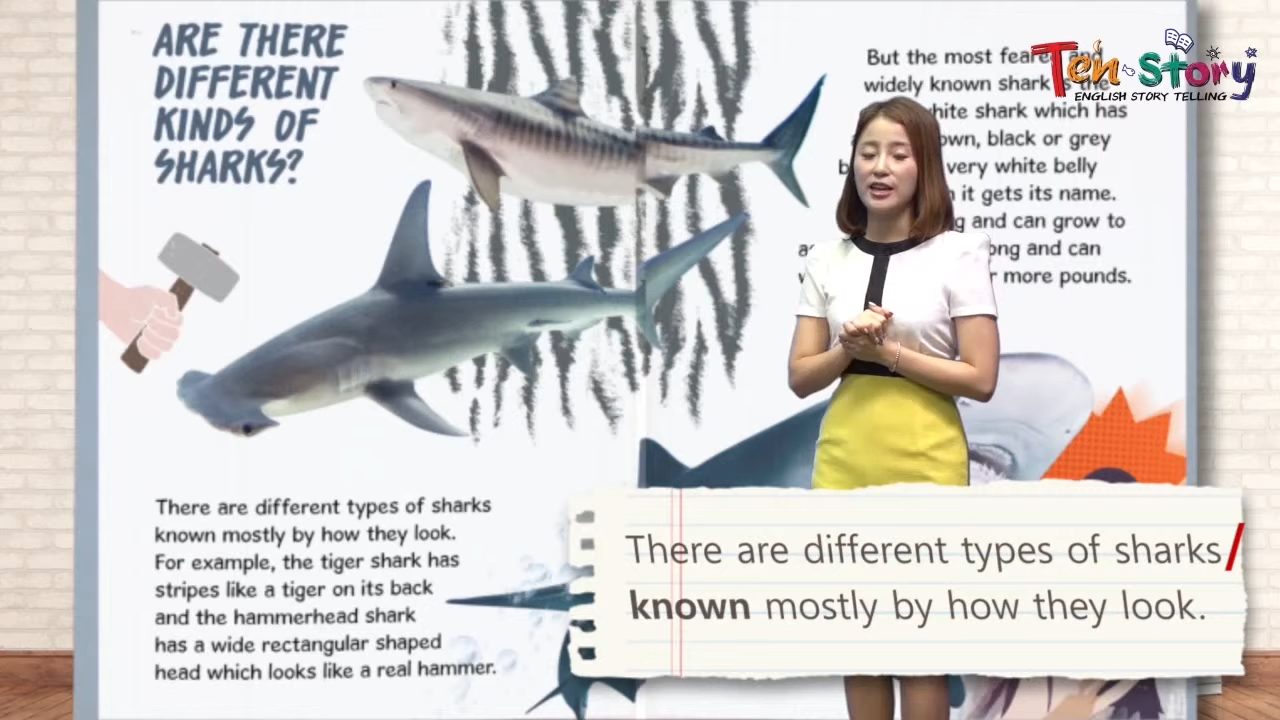 ARE THERE
DIFFERENT
KINDS OF
SHARKS?
There are different types of sharks
known mostly by how they look.
For example, the tiger shark has
stripes like a tiger on its back
and the hammerhead shark
has a wide rectangular shaped
head which looks like a real hammer.
But the most and
widely known shark the
shark which has
black or grey
very white belly
it gets its name.
and can grow to
and can
more pounds.
Ten Story
ENGLISH STORY TELLING
There are different types of sharks/
known mostly by how they look.